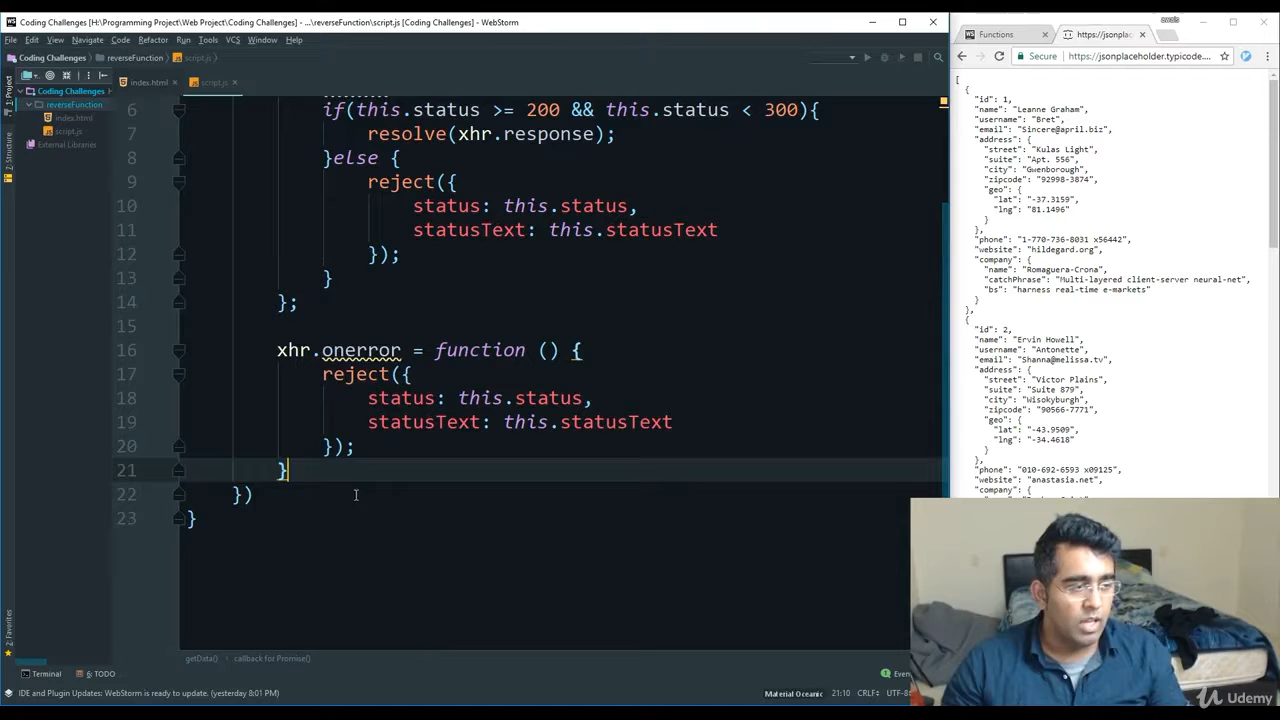 Coding Challenges [H:\Programming Project\Web Project\Coding Challenges] - ...\reverseFunction\script.js [Coding Challenges] - WebStorm
File Edit View Navigate Code Refactor Run Tools VCS Window Help
Coding Challenges reverseFunction script.js
index.html script.js
1: Project
Coding Challenges
reverseFunction
index.html
script.js
External Libraries
Z: Structure
2: Favorites
6 if(this.status >= 200 && this.status < 300){
7 resolve(xhr.response);
8 }else {
9 reject({
10 status: this.status,
11 statusText: this.statusText
12 });
13 }
14 };
15
16 xhr.onerror = function () {
17 reject({
18 status: this.status,
19 statusText: this.statusText
20 });
21 }
22 })
23 }
getData() callback for Promise()
Terminal 6: TODO
Even
IDE and Plugin Updates: WebStorm is ready to update. (yesterday 8:01 PM)
Material Oceanic 21:10 CRLF: UTF-8
awais
Functions https://jsonplac
Secure https://jsonplaceholder.typicode....
[
{
"id": 1,
"name": "Leanne Graham",
"username": "Bret",
"email": "Sincere@april.biz",
"address": {
"street": "Kulas Light",
"suite": "Apt. 556",
"city": "Gwenborough",
"zipcode": "92998-3874",
"geo": {
"lat": "-37.3159",
"lng": "81.1496"
}
},
"phone": "1-770-736-8031 x56442",
"website": "hildegard.org",
"company": {
"name": "Romaguera-Crona",
"catchPhrase": "Multi-layered client-server neural-net",
"bs": "harness real-time e-markets"
}
},
{
"id": 2,
"name": "Ervin Howell",
"username": "Antonette",
"email": "Shanna@melissa.tv",
"address": {
"street": "Victor Plains",
"suite": "Suite 879",
"city": "Wisokyburgh",
"zipcode": "90566-7771",
"geo": {
"lat": "-43.9509",
"lng": "-34.4618"
}
},
"phone": "010-692-6593 x09125",
"website": "anastasia.net",
"company": {
Udemy